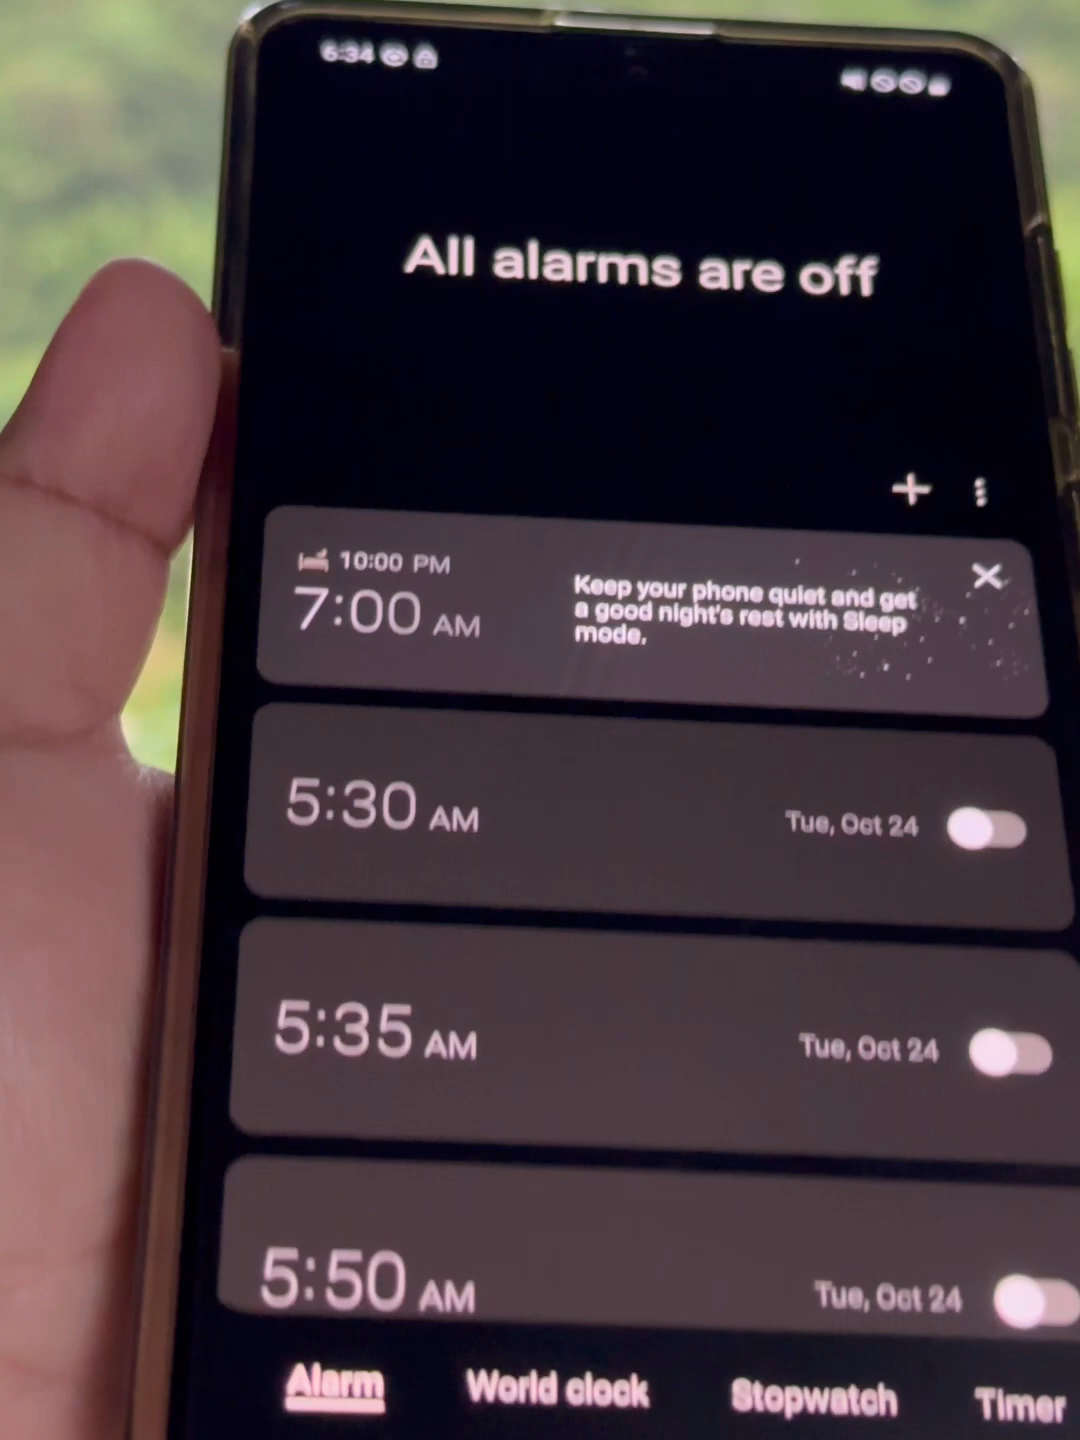 5:34
All alarms are off
10:00 PM
7:00 AM
Keep your phone quiet and get
a good night's rest with Sleep
mode.
5:30 AM
Tue, Oct 24
5:35 AM
Tue, Oct 24
5:50 AM
Tue, Oct 24
Alarm
World clock
Stopwatch
Timer